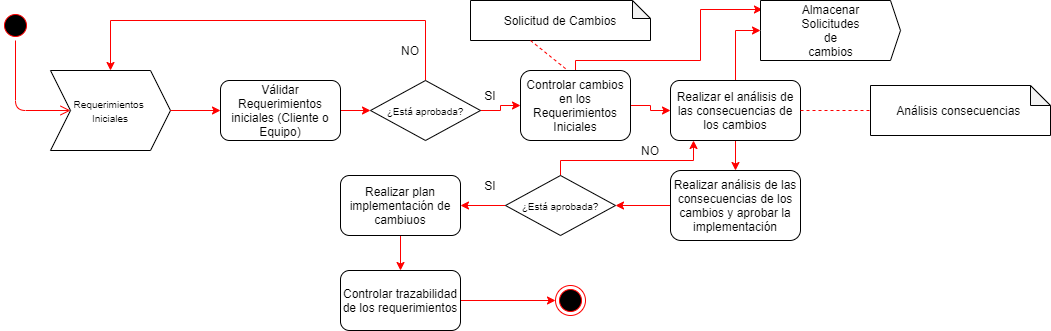 Solicitud de Cambios
Almacenar
Solicitudes
de
cambios
NO
Requerimientos
Iniciales
Válidar
Requerimientos
iniciales (Cliente o
Equipo)
¿Está aprobada?
SI
Controlar cambios
en los
Requerimientos
Iniciales
Realizar el análisis de
las consecuencias de
los cambios
Análisis consecuencias
NO
Realizar plan
implementación de
cambiuos
SI
¿Está aprobada?
Realizar análisis de las
consecuencias de los
cambios y aprobar la
implementación
Controlar trazabilidad
de los requerimientos